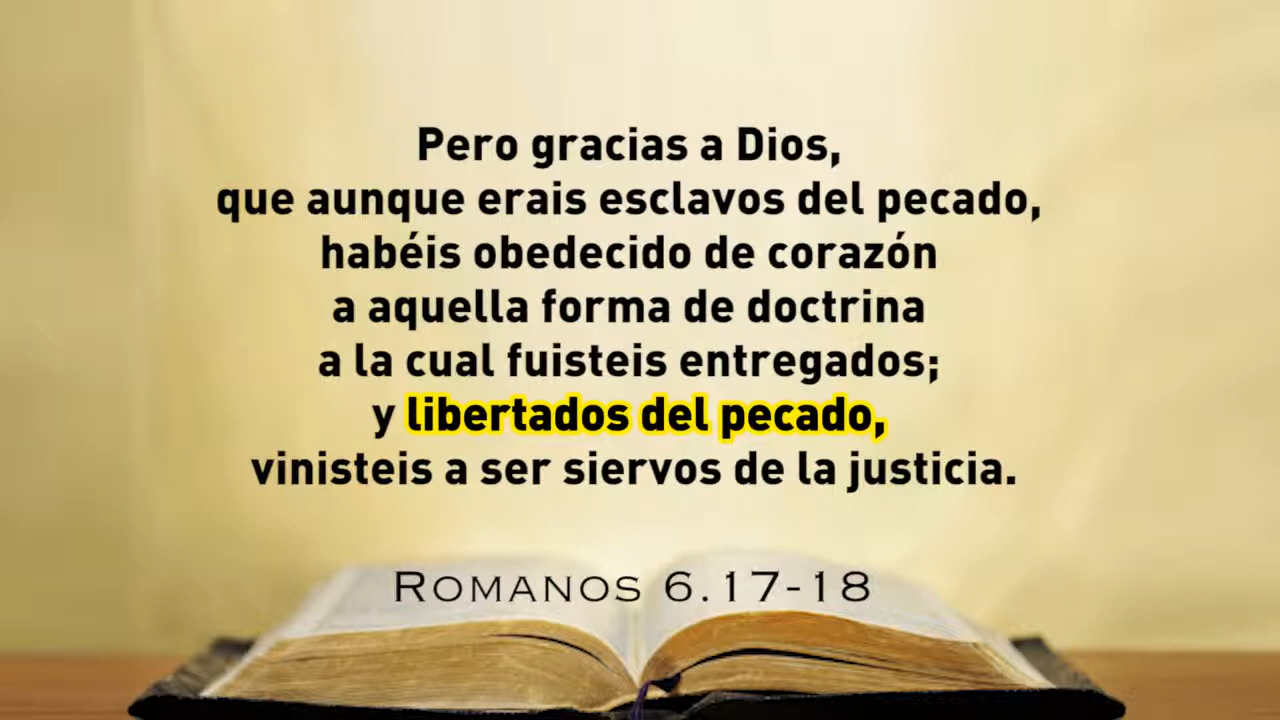 Pero gracias a Dios,
que aunque erais esclavos del pecado,
habéis obedecido de corazón
a aquella forma de doctrina
a la cual fuisteis entregados;
y libertados del pecado,
vinisteis a ser siervos de la justicia.
Romanos 6.17-18